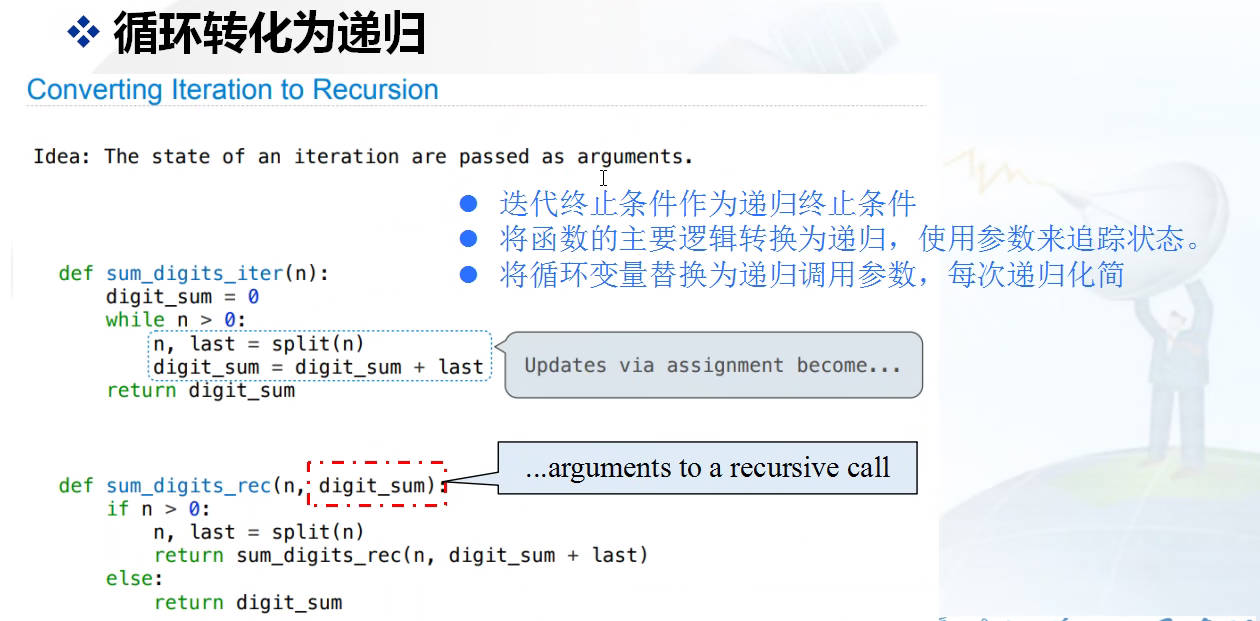 循环转化为递归
Converting Iteration to Recursion
Idea: The state of an iteration are passed as arguments.
迭代终止条件作为递归终止条件
将函数的主要逻辑转换为递归，使用参数来追踪状态。
将循环变量替换为递归调用参数，每次递归化简
def sum_digits_iter(n):
digit_sum = 0
while n > 0:
n, last = split(n)
digit_sum = digit_sum + last
return digit_sum
Updates via assignment become...
...arguments to a recursive call
def sum_digits_rec(n, digit_sum):
if n > 0:
n, last = split(n)
return sum_digits_rec(n, digit_sum + last)
else:
return digit_sum